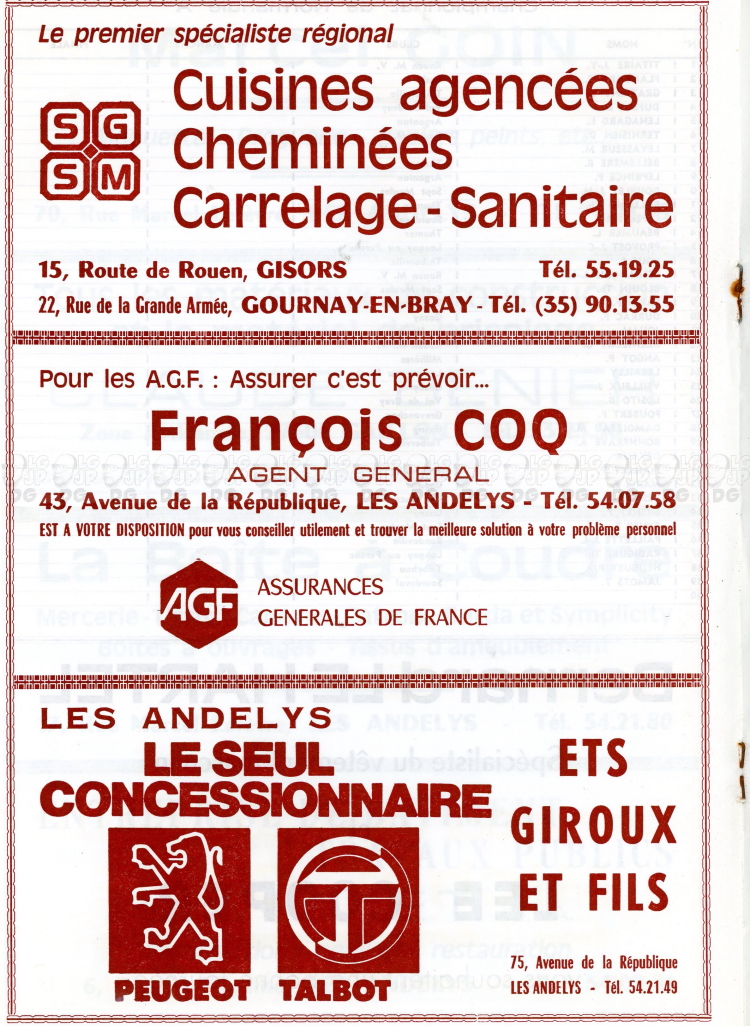 Le premier spécialiste régional
SG
SM
Cuisines agencées
Cheminées
Carrelage - Sanitaire
15, Route de Rouen, GISORS Tél. 55.19.25
22, Rue de la Grande Armée, GOURNAY-EN-BRAY - Tél. (35) 90.13.55
Pour les A.G.F. : Assurer c'est prévoir...
François COQ
AGENT GENERAL
43, Avenue de la République, LES ANDELYS - Tél. 54.07.58
EST A VOTRE DISPOSITION pour vous conseiller utilement et trouver la meilleure solution à votre problème personnel
AGF
ASSURANCES
GENERALES DE FRANCE
LES ANDELYS
LE SEUL
CONCESSIONNAIRE
PEUGEOT TALBOT
ETS
GIROUX
ET FILS
75, Avenue de la République
LES ANDELYS - Tél. 54.21.49